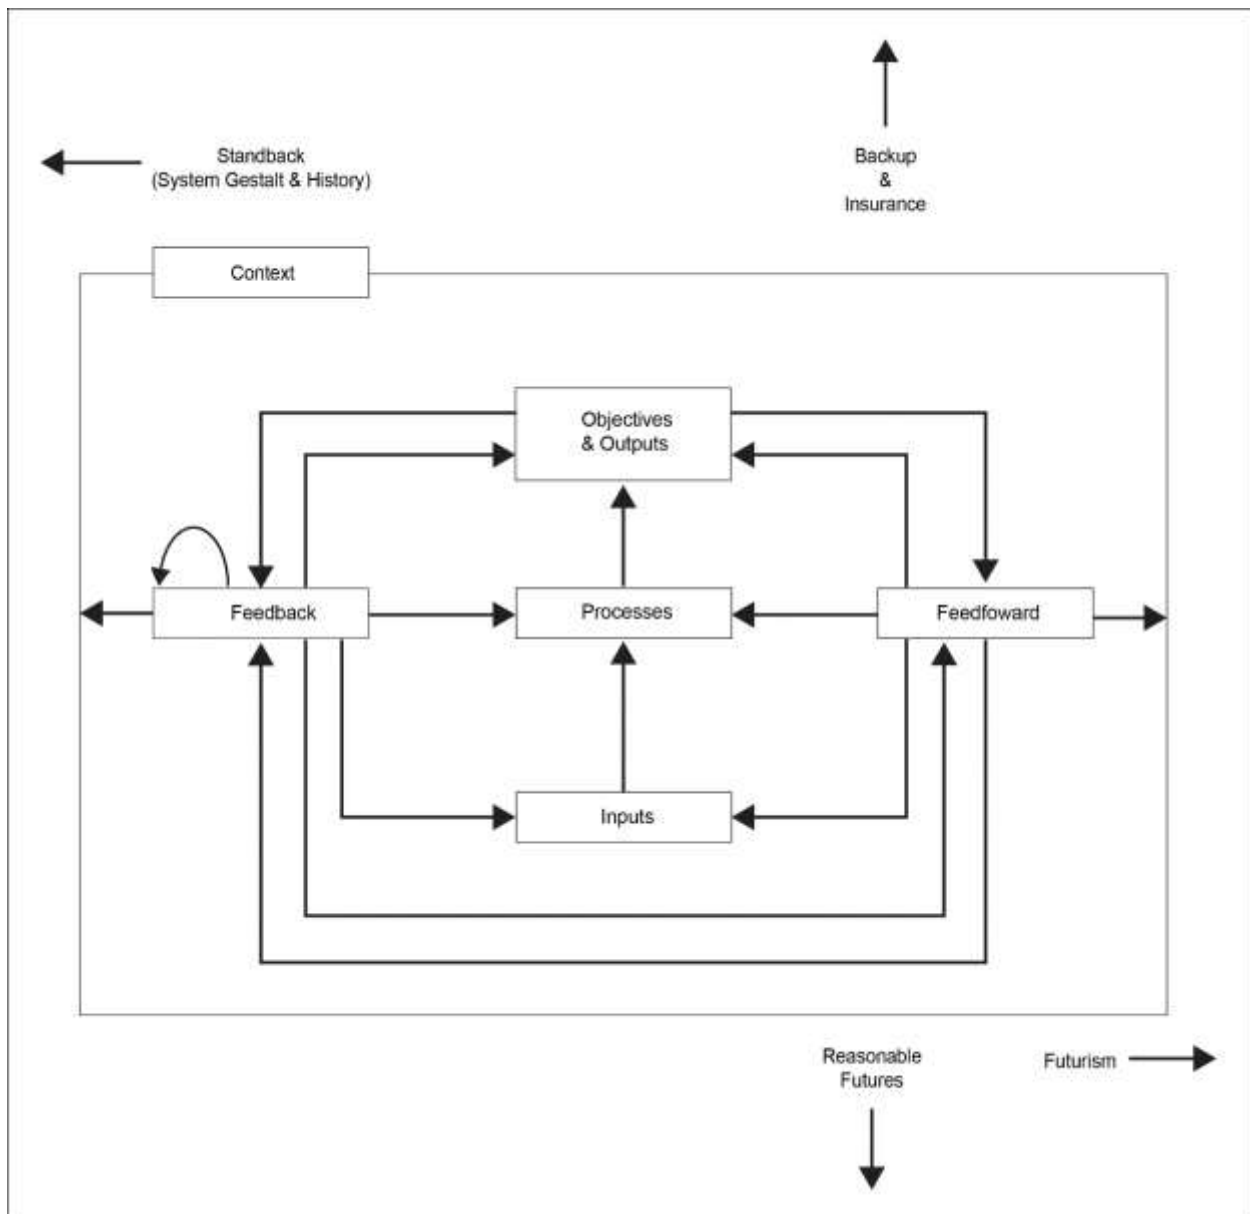 Standback
(System Gestalt & History)
Backup
&
Insurance
Context
Objectives
& Outputs
Feedback
Processes
Feedfoward
Inputs
Reasonable
Futures
Futurism